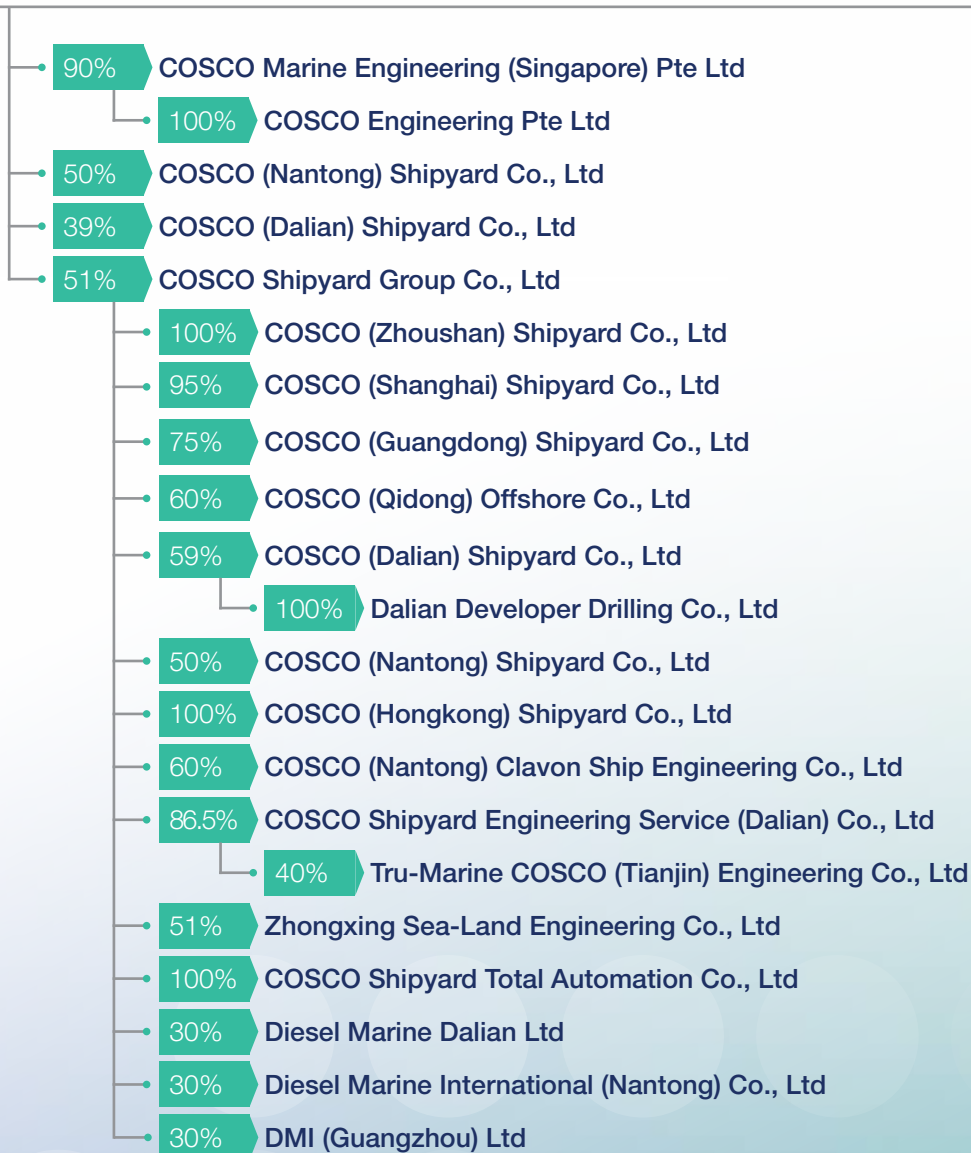 90% COSCO Marine Engineering (Singapore) Pte Ltd
100% COSCO Engineering Pte Ltd
50% COSCO (Nantong) Shipyard Co., Ltd
39% COSCO (Dalian) Shipyard Co., Ltd
51% COSCO Shipyard Group Co., Ltd
100% COSCO (Zhoushan) Shipyard Co., Ltd
95% COSCO (Shanghai) Shipyard Co., Ltd
75% COSCO (Guangdong) Shipyard Co., Ltd
60% COSCO (Qidong) Offshore Co., Ltd
59% COSCO (Dalian) Shipyard Co., Ltd
100% Dalian Developer Drilling Co., Ltd
50% COSCO (Nantong) Shipyard Co., Ltd
100% COSCO (Hongkong) Shipyard Co., Ltd
60% COSCO (Nantong) Clavon Ship Engineering Co., Ltd
86.5% COSCO Shipyard Engineering Service (Dalian) Co., Ltd
40% Tru-Marine COSCO (Tianjin) Engineering Co., Ltd
51% Zhongxing Sea-Land Engineering Co., Ltd
100% COSCO Shipyard Total Automation Co., Ltd
30% Diesel Marine Dalian Ltd
30% Diesel Marine International (Nantong) Co., Ltd
30% DMI (Guangzhou) Ltd